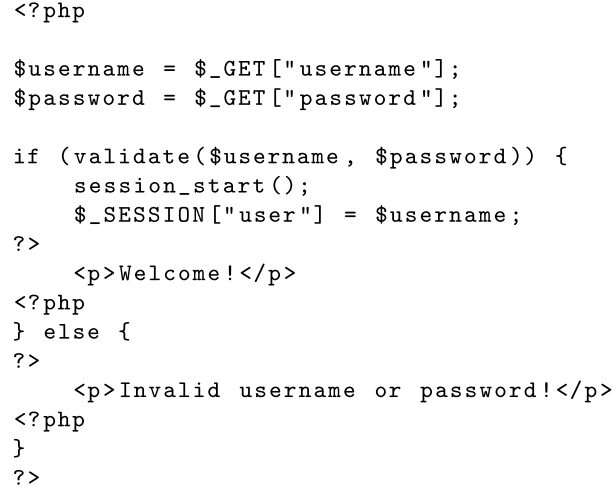 <?php

$username = $_GET["username"];
$password = $_GET["password"];

if (validate($username, $password)) {
    session_start();
    $_SESSION["user"] = $username;
?>
    <p>Welcome!</p>
<?php
} else {
?>
    <p>Invalid username or password!</p>
<?php
}
?>